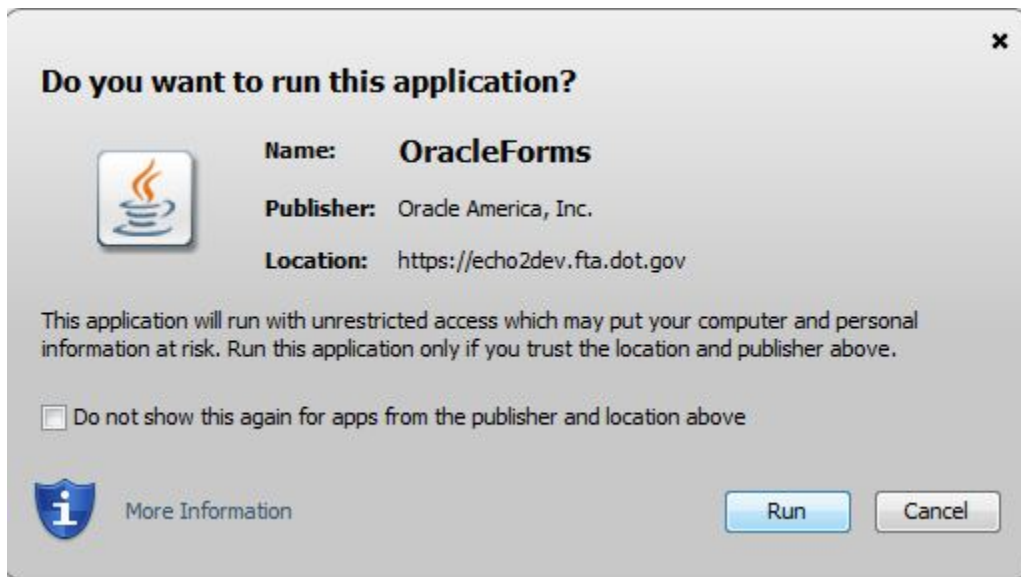 Do you want to run this application?
Name: OracleForms
Publisher: Oracle America, Inc.
Location: https://echo2dev.fta.dot.gov
This application will run with unrestricted access which may put your computer and personal
information at risk. Run this application only if you trust the location and publisher above.
Do not show this again for apps from the publisher and location above
More Information
Run Cancel